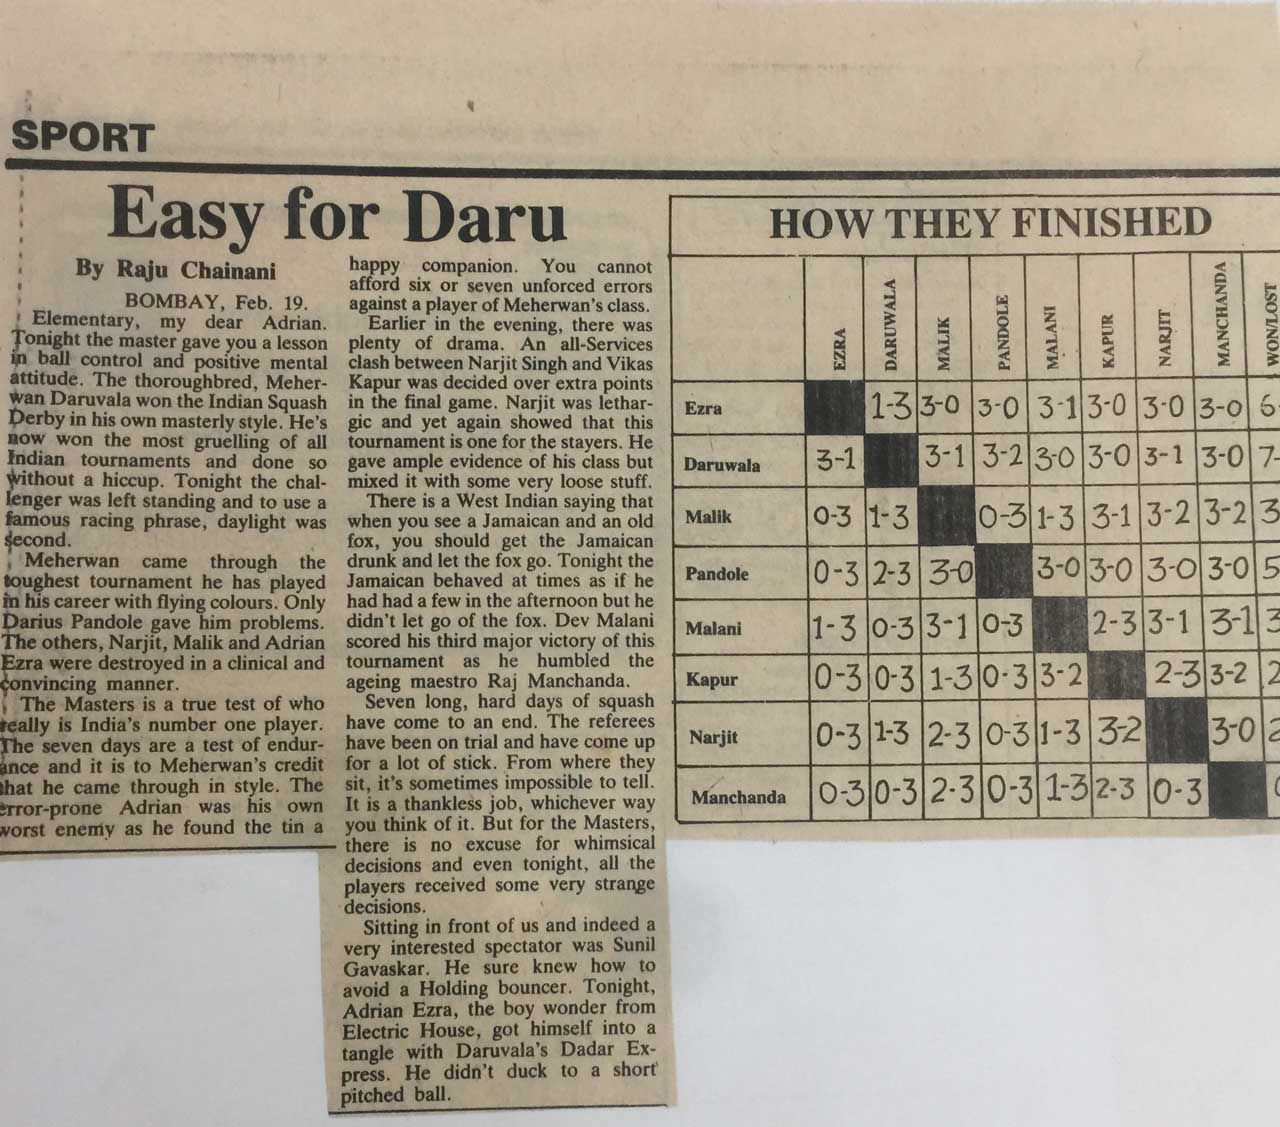 SPORT
Easy for Daru
By Raju Chainani
BOMBAY, Feb. 19.
Elementary, my dear Adrian.
Tonight the master gave you a lesson
in ball control and positive mental
attitude. The thoroughbred, Meher-
wan Daruvala won the Indian Squash
Derby in his own masterly style. He's
now won the most gruelling of all
Indian tournaments and done so
without a hiccup. Tonight the chal-
lenger was left standing and to use a
famous racing phrase, daylight was
second.
Meherwan came through the
toughest tournament he has played
in his career with flying colours. Only
Darius Pandole gave him problems.
The others, Narjit, Malik and Adrian
Ezra were destroyed in a clinical and
convincing manner.
The Masters is a true test of who
really is India's number one player.
The seven days are a test of endur-
ance and it is to Meherwan's credit
that he came through in style. The
error-prone Adrian was his own
worst enemy as he found the tin a
happy companion. You cannot
afford six or seven unforced errors
against a player of Meherwan's class.
Earlier in the evening, there was
plenty of drama. An all-Services
clash between Narjit Singh and Vikas
Kapur was decided over extra points
in the final game. Narjit was lethar-
gic and yet again showed that this
tournament is one for the stayers. He
gave ample evidence of his class but
mixed it with some very loose stuff.
There is a West Indian saying that
when you see a Jamaican and an old
fox, you should get the Jamaican
drunk and let the fox go. Tonight the
Jamaican behaved at times as if he
had had a few in the afternoon but he
didn't let go of the fox. Dev Malani
scored his third major victory of this
tournament as he humbled the
ageing maestro Raj Manchanda.
Seven long, hard days of squash
have come to an end. The referees
have been on trial and have come up
for a lot of stick. From where they
sit, it's sometimes impossible to tell.
It is a thankless job, whichever way
you think of it. But for the Masters,
there is no excuse for whimsical
decisions and even tonight, all the
players received some very strange
decisions.
Sitting in front of us and indeed a
very interested spectator was Sunil
Gavaskar. He sure knew how to
avoid a Holding bouncer. Tonight,
Adrian Ezra, the boy wonder from
Electric House, got himself into a
tangle with Daruvala's Dadar Ex-
press. He didn't duck to a short
pitched ball.
HOW THEY FINISHED
EZRA DARUWALA MALIK PANDOLE MALANI KAPUR NARJIT MANCHANDA WON/LOST
Ezra 1-3 3-0 3-0 3-1 3-0 3-0 3-0 6-
Daruwala 3-1 3-1 3-2 3-0 3-0 3-1 3-0 7-
Malik 0-3 1-3 0-3 1-3 3-1 3-2 3-2 3
Pandole 0-3 2-3 3-0 3-0 3-0 3-0 3-0 5
Malani 1-3 0-3 3-1 0-3 2-3 3-1 3-1 3
Kapur 0-3 0-3 1-3 0-3 3-2 2-3 3-2 2
Narjit 0-3 1-3 2-3 0-3 1-3 3-2 3-0 2
Manchanda 0-3 0-3 2-3 0-3 1-3 2-3 0-3